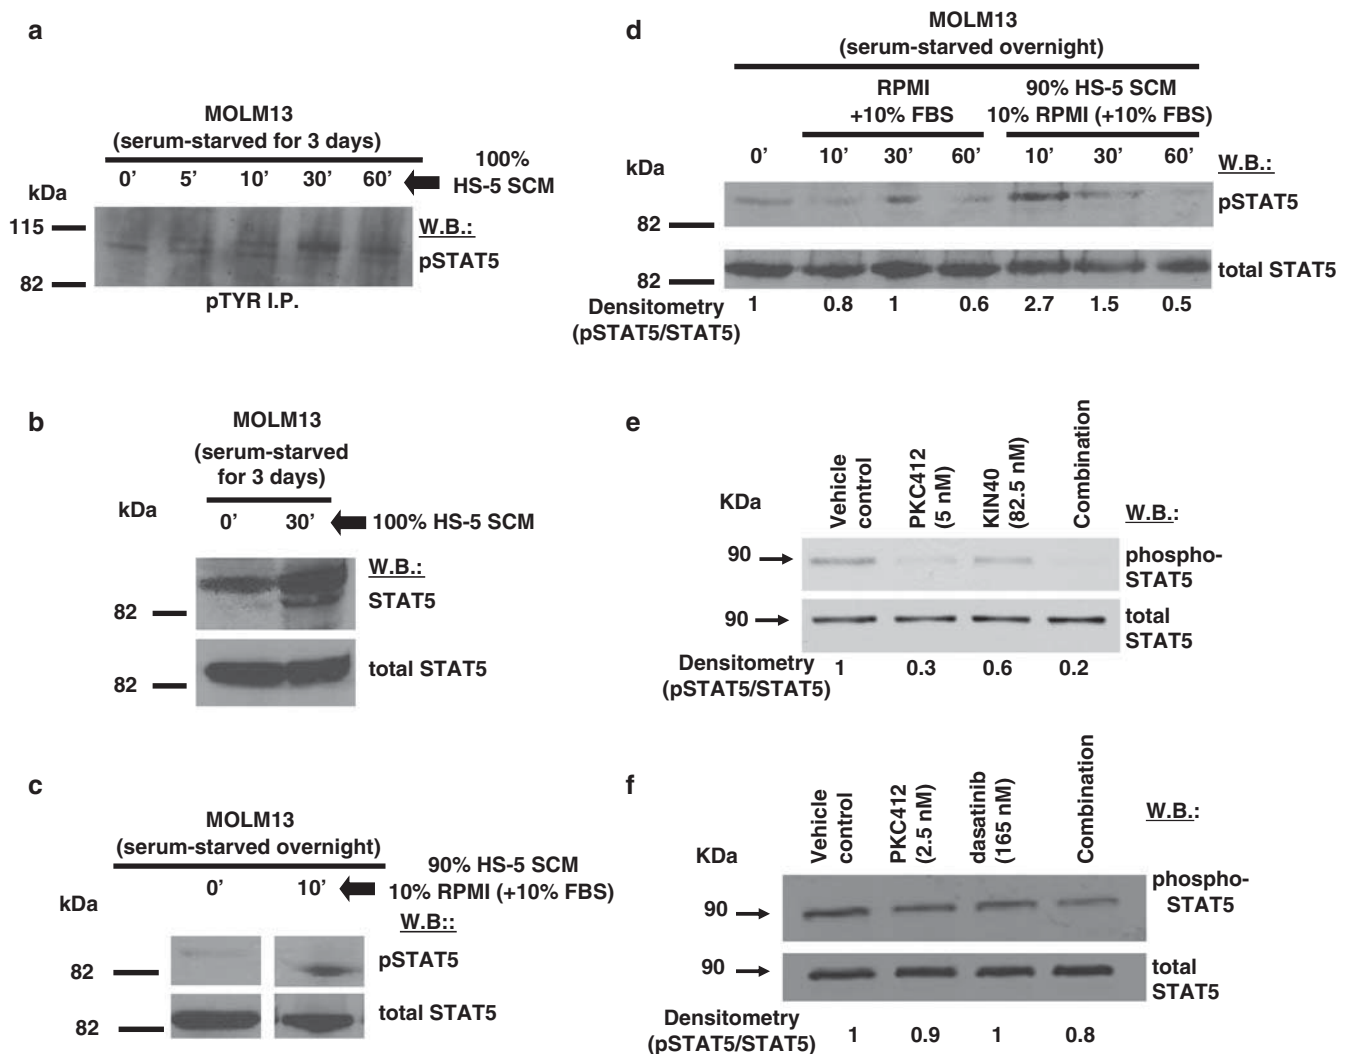 a
MOLM13
(serum-starved for 3 days)
0’ 5’ 10’ 30’ 60’
100%
HS-5 SCM
kDa
115
82
W.B.:
pSTAT5
pTYR I.P.
b
MOLM13
(serum-starved
for 3 days)
kDa
0’ 30’
100% HS-5 SCM
W.B.:
STAT5
82
total STAT5
82
c
MOLM13
(serum-starved overnight)
0’ 10’
90% HS-5 SCM
10% RPMI (+10% FBS)
kDa
W.B::
pSTAT5
82
total STAT5
82
d
MOLM13
(serum-starved overnight)
RPMI
+10% FBS
90% HS-5 SCM
10% RPMI (+10% FBS)
kDa
0’ 10’ 30’ 60’ 10’ 30’ 60’
W.B.:
pSTAT5
82
total STAT5
82
Densitometry
(pSTAT5/STAT5)
1 0.8 1 0.6 2.7 1.5 0.5
e
Vehicle
control
PKC412
(5 nM)
KIN40
(82.5 nM)
Combination
KDa
W.B.:
90
phospho-
STAT5
90
total
STAT5
Densitometry
(pSTAT5/STAT5)
1 0.3 0.6 0.2
f
Vehicle
control
PKC412
(2.5 nM)
dasatinib
(165 nM)
Combination
W.B.:
KDa
phospho-
STAT5
90
90
total
STAT5
Densitometry
(pSTAT5/STAT5)
1 0.9 1 0.8